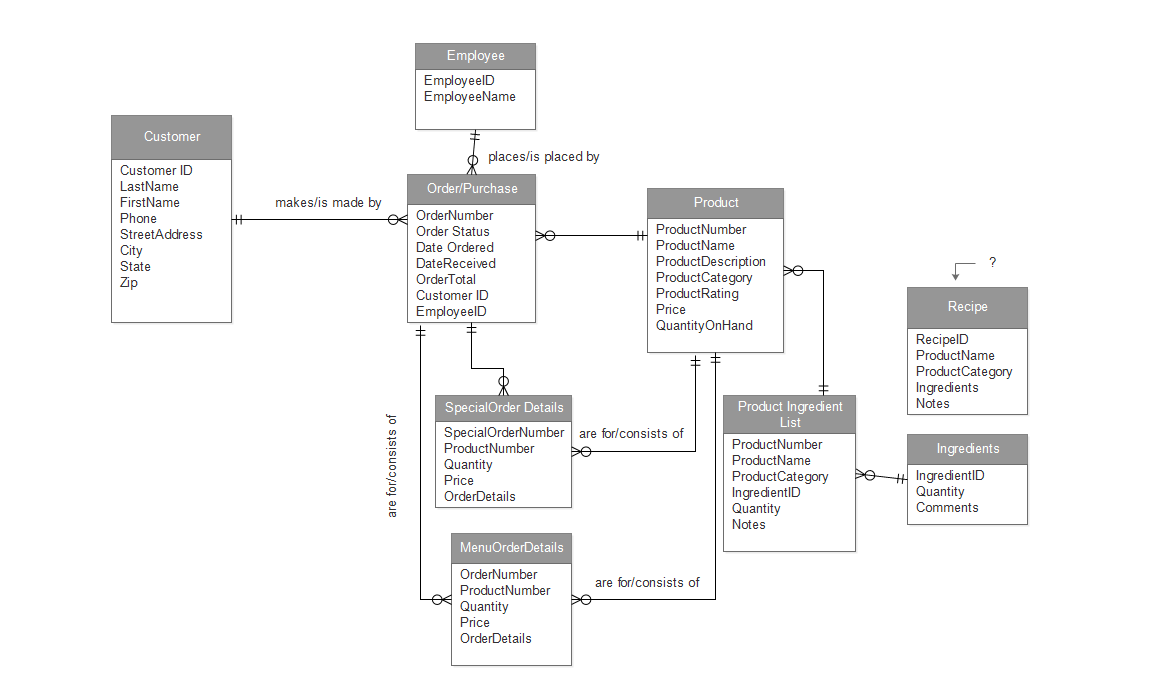 Employee
EmployeeID
EmployeeName
places/is placed by
Customer
Customer ID
LastName
FirstName
Phone
StreetAddress
City
State
Zip
makes/is made by
Order/Purchase
OrderNumber
Order Status
Date Ordered
DateReceived
OrderTotal
Customer ID
EmployeeID
Product
ProductNumber
ProductName
ProductDescription
ProductCategory
ProductRating
Price
QuantityOnHand
?
Recipe
RecipeID
ProductName
ProductCategory
Ingredients
Notes
SpecialOrder Details
SpecialOrderNumber
ProductNumber
Quantity
Price
OrderDetails
are for/consists of
are for/consists of
Product Ingredient
List
ProductNumber
ProductName
ProductCategory
IngredientID
Quantity
Notes
Ingredients
IngredientID
Quantity
Comments
MenuOrderDetails
OrderNumber
ProductNumber
Quantity
Price
OrderDetails
are for/consists of